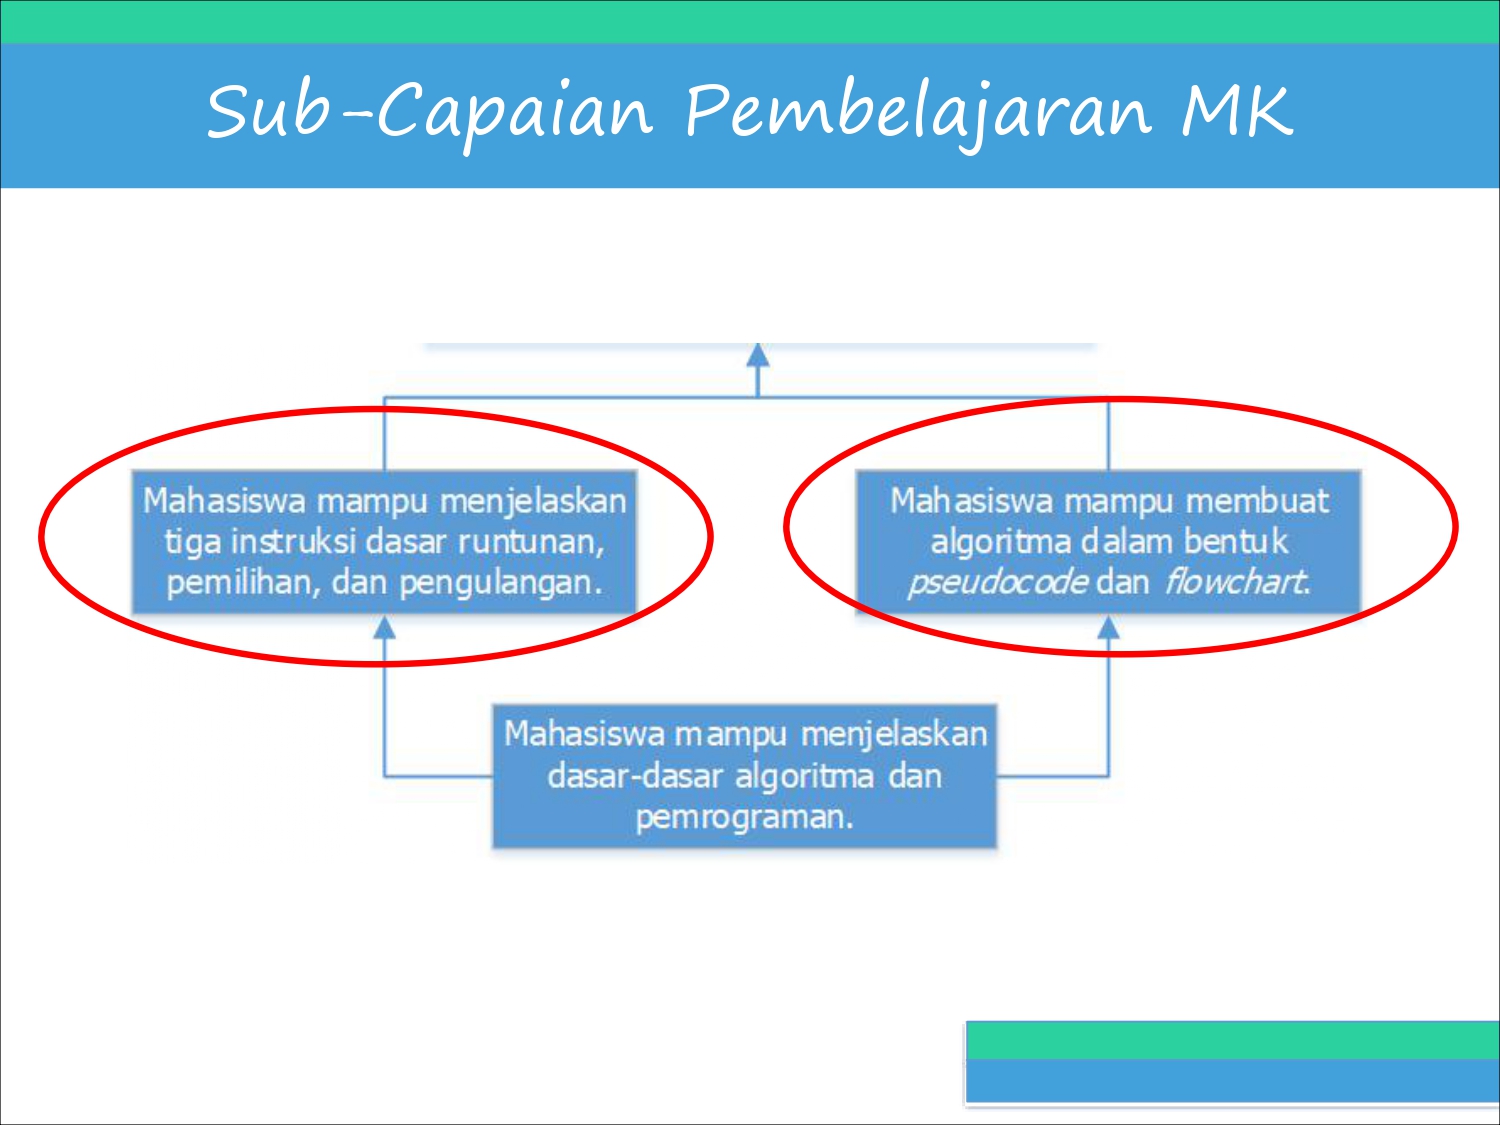 Sub-Capaian Pembelajaran MK
Mahasiswa mampu menjelaskan
tiga instruksi dasar runtunan,
pemilihan, dan pengulangan.
Mahasiswa mampu membuat
algoritma dalam bentuk
pseudocode dan flowchart.
Mahasiswa mampu menjelaskan
dasar-dasar algoritma dan
pemrograman.